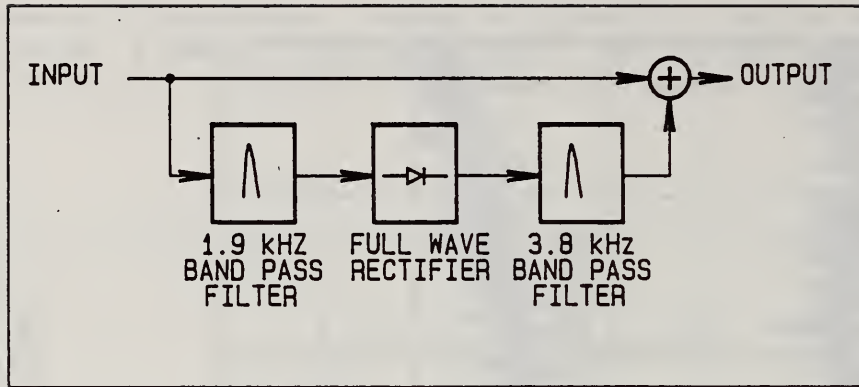 INPUT
OUTPUT
1.9 kHZ
BAND PASS
FILTER
FULL WAVE
RECTIFIER
3.8 kHz
BAND PASS
FILTER